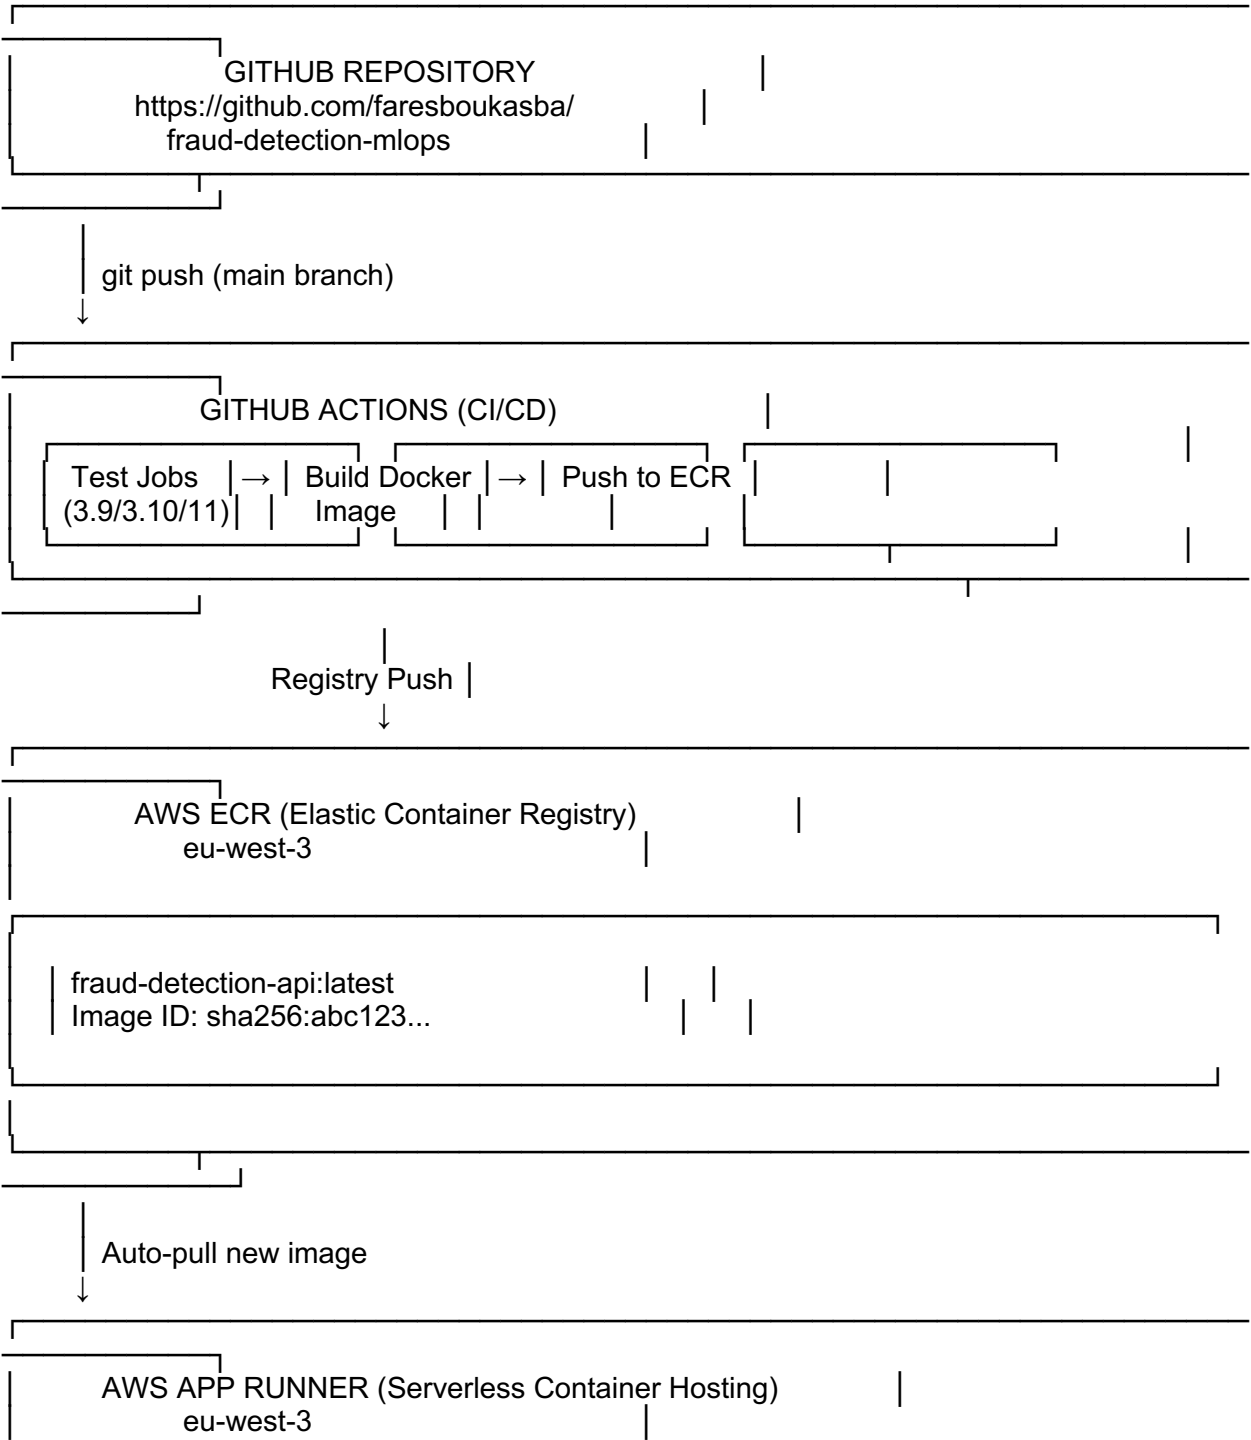 GITHUB REPOSITORY
https://github.com/faresboukasba/
fraud-detection-mlops
git push (main branch)
↓
GITHUB ACTIONS (CI/CD)
Test Jobs → Build Docker → Push to ECR
(3.9/3.10/11) Image
Registry Push
↓
AWS ECR (Elastic Container Registry)
eu-west-3
fraud-detection-api:latest
Image ID: sha256:abc123...
Auto-pull new image
↓
AWS APP RUNNER (Serverless Container Hosting)
eu-west-3